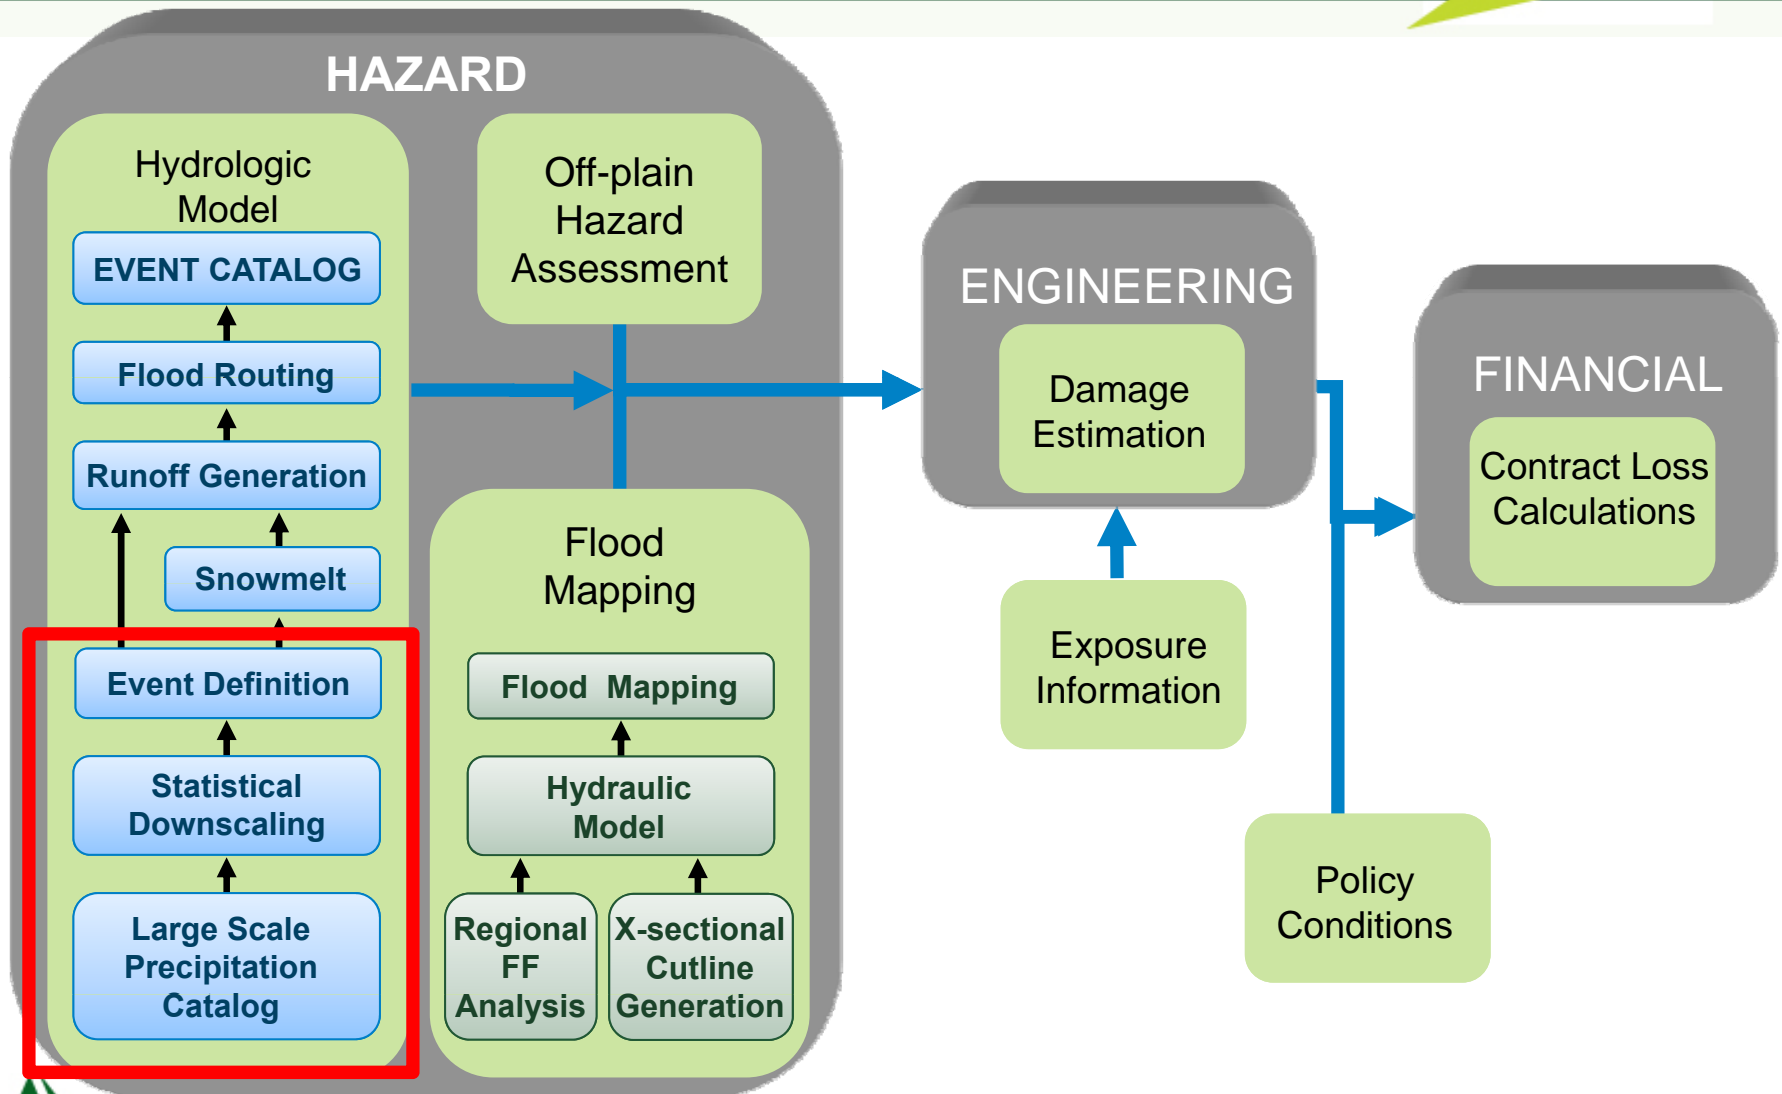 HAZARD
Hydrologic
Model
EVENT CATALOG
Flood Routing
Runoff Generation
Snowmelt
Event Definition
Statistical
Downscaling
Large Scale
Precipitation
Catalog
Off-plain
Hazard
Assessment
Flood
Mapping
Flood Mapping
Hydraulic
Model
Regional
FF
Analysis
X-sectional
Cutline
Generation
ENGINEERING
Damage
Estimation
Exposure
Information
FINANCIAL
Contract Loss
Calculations
Policy
Conditions